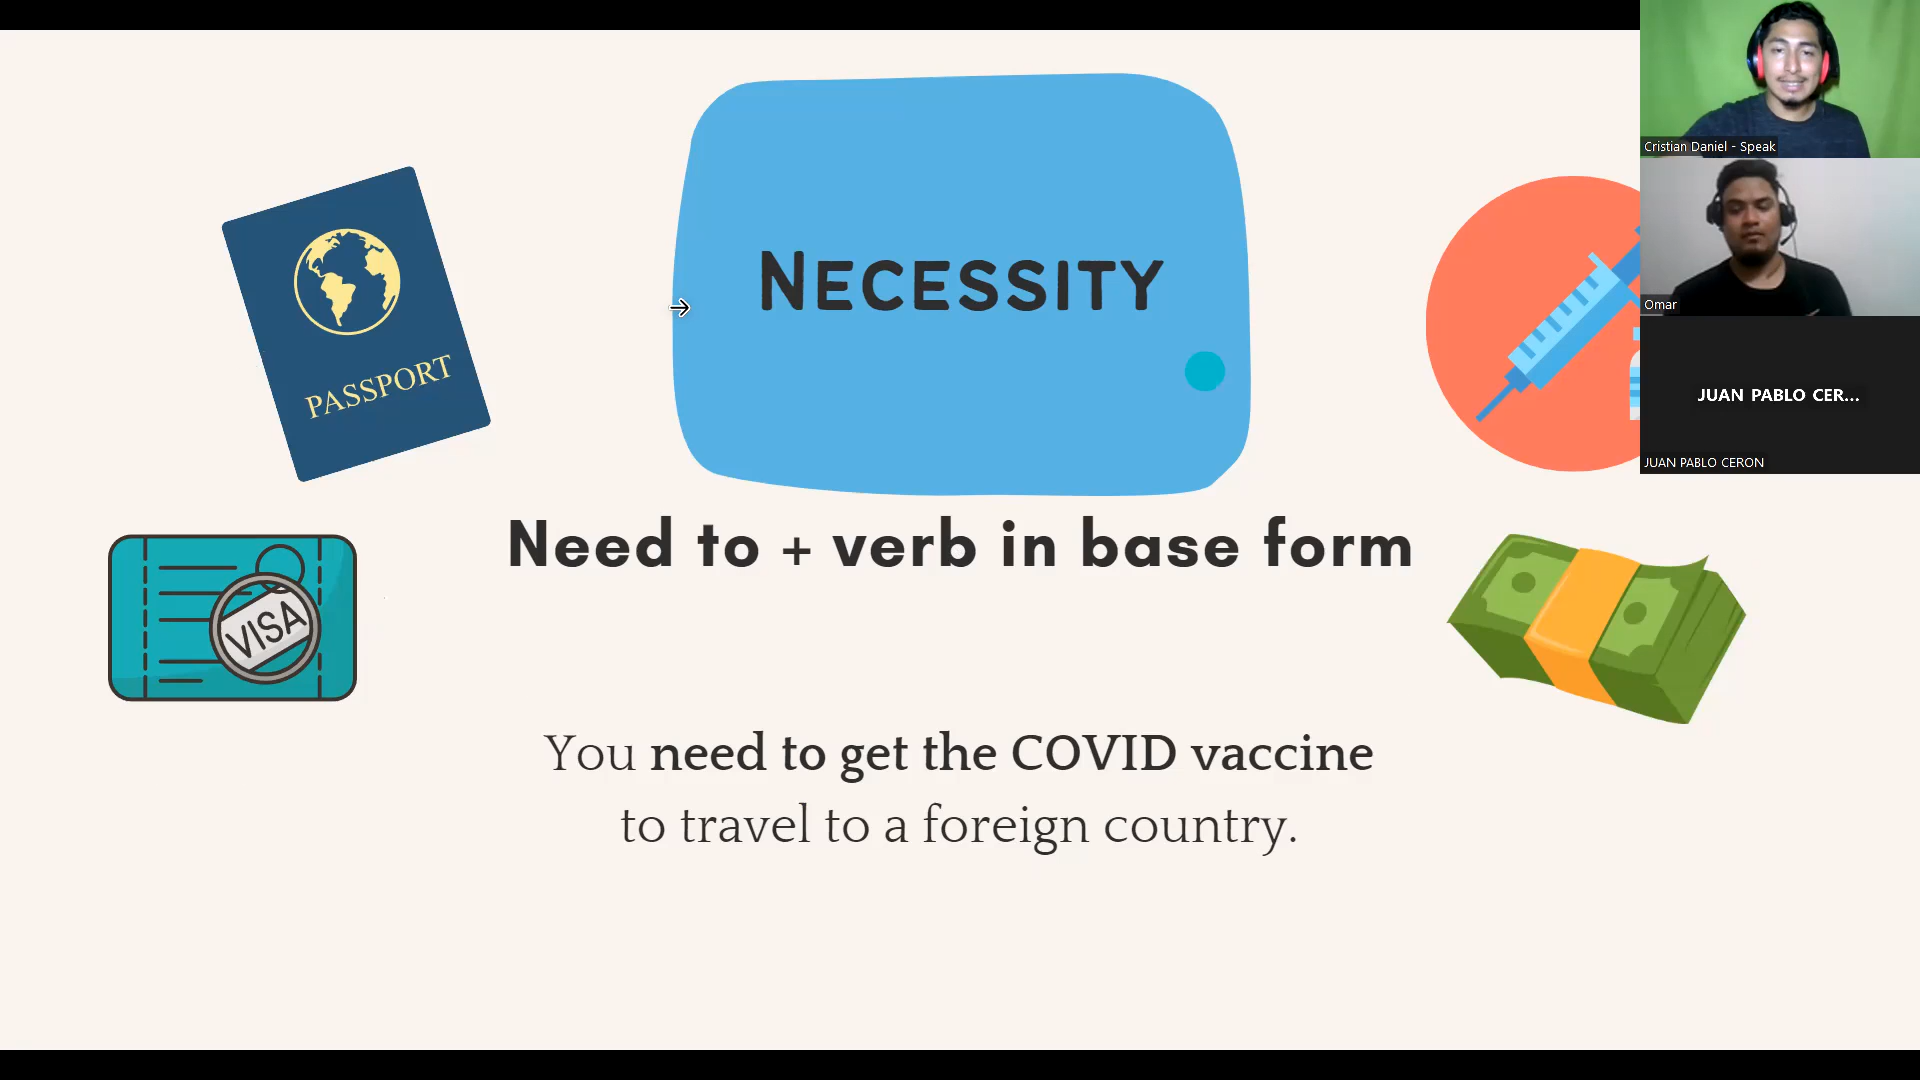 NECESSITY
PASSPORT
VISA
Need to + verb in base form
You need to get the COVID vaccine
to travel to a foreign country.
Cristian Daniel - Speak
Omar
JUAN PABLO CER...
JUAN PABLO CERON